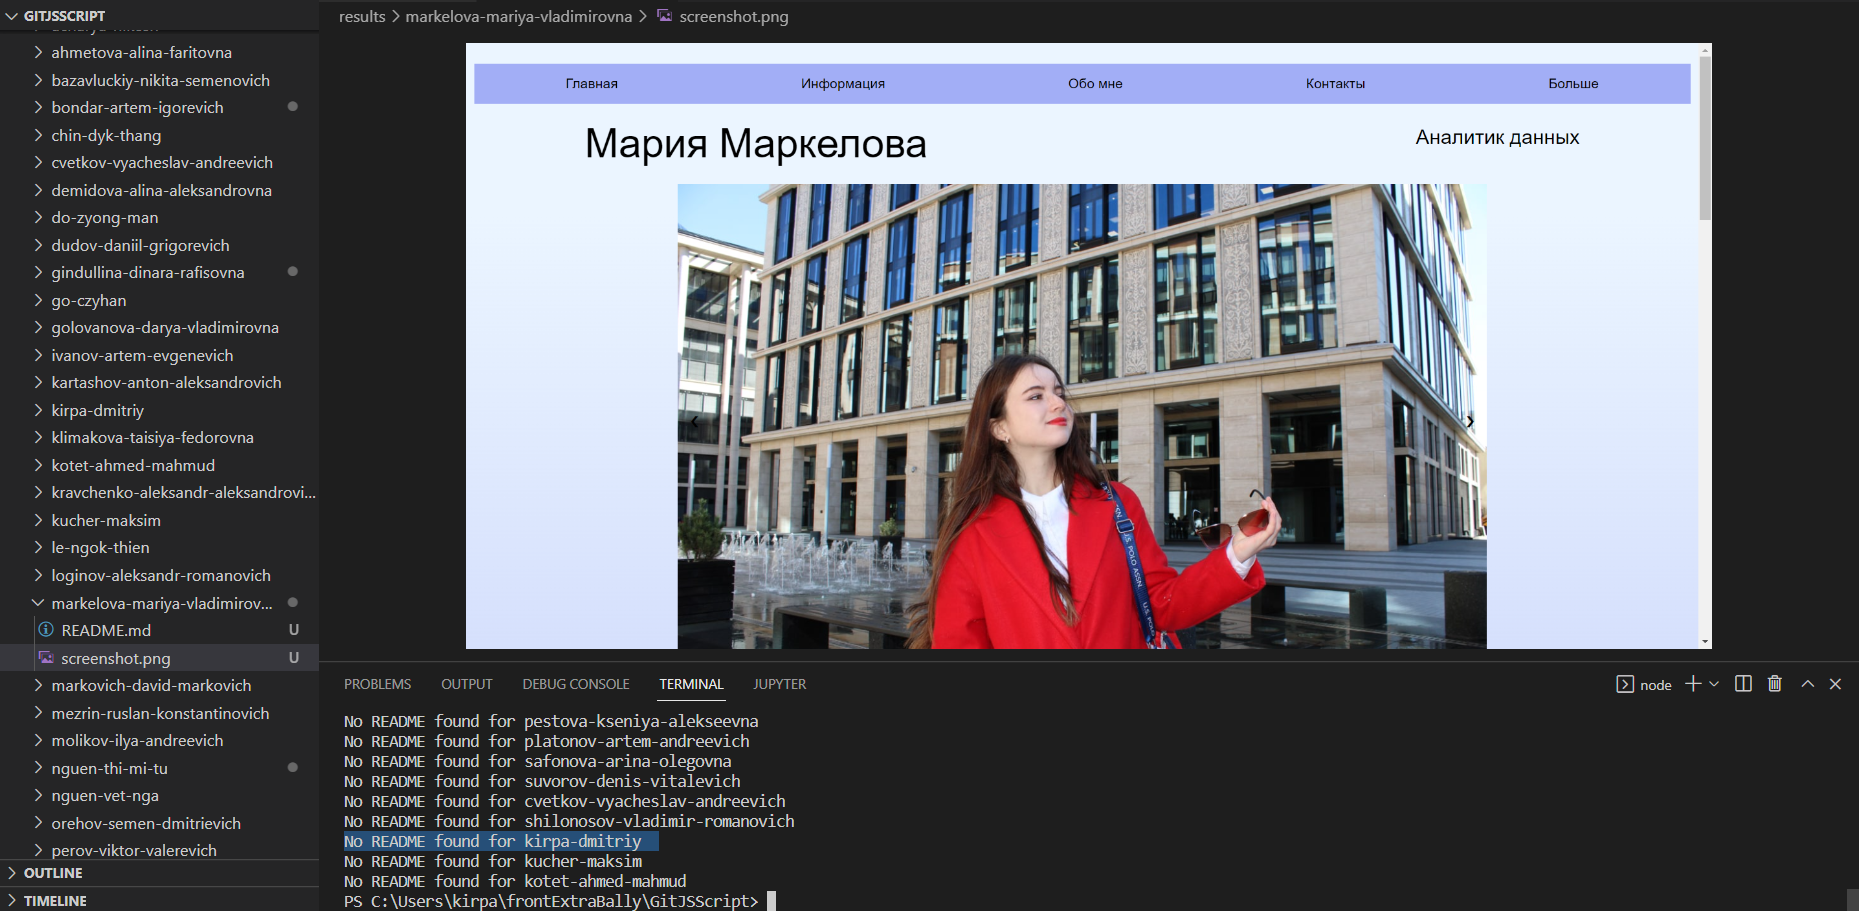 GITJSSCRIPT
ahmetova-alina-faritovna
bazavluckiy-nikita-semenovich
bondar-artem-igorevich
chin-dyk-thang
cvetkov-vyacheslav-andreevich
demidova-alina-aleksandrovna
do-zyong-man
dudov-daniil-grigorevich
gindullina-dinara-rafisovna
go-czyhan
golovanova-darya-vladimirovna
ivanov-artem-evgenevich
kartashov-anton-aleksandrovich
kirpa-dmitriy
klimakova-taisiya-fedorovna
kotet-ahmed-mahmud
kravchenko-aleksandr-aleksandrovi...
kucher-maksim
le-ngok-thien
loginov-aleksandr-romanovich
markelova-mariya-vladimirov...
README.md U
screenshot.png U
markovich-david-markovich
mezrin-ruslan-konstantinovich
molikov-ilya-andreevich
nguen-thi-mi-tu
nguen-vet-nga
orehov-semen-dmitrievich
perov-viktor-valerevich
OUTLINE
TIMELINE
results > markelova-mariya-vladimirovna > screenshot.png
Главная Информация Обо мне Контакты Больше
Мария Маркелова
Аналитик данных
U.S. POLO ASSN.
U.S. P
PROBLEMS OUTPUT DEBUG CONSOLE TERMINAL JUPYTER
node
No README found for pestova-kseniya-alekseevna
No README found for platonov-artem-andreevich
No README found for safonova-arina-olegovna
No README found for suvorov-denis-vitalevich
No README found for cvetkov-vyacheslav-andreevich
No README found for shilonosov-vladimir-romanovich
No README found for kirpa-dmitriy
No README found for kucher-maksim
No README found for kotet-ahmed-mahmud
PS C:\Users\kirpa\frontExtraBally\GitJSScript>